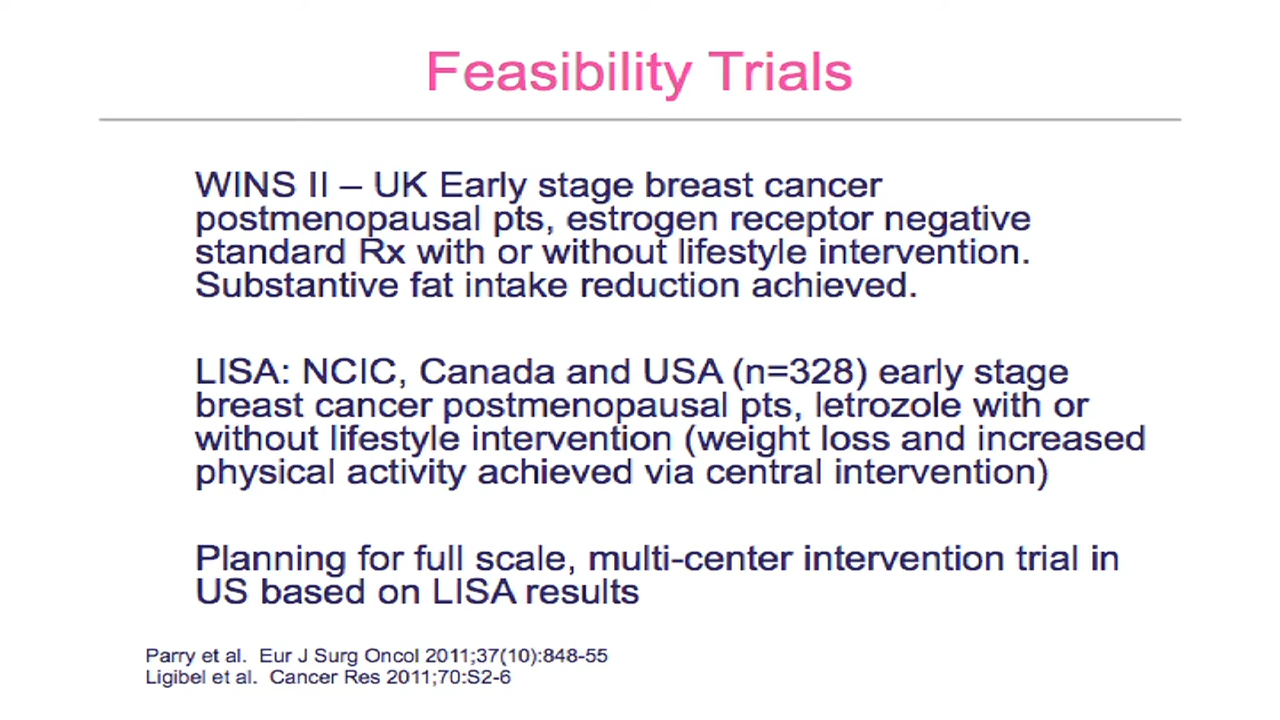 Feasibility Trials
WINS II – UK Early stage breast cancer
postmenopausal pts, estrogen receptor negative
standard Rx with or without lifestyle intervention.
Substantive fat intake reduction achieved.
LISA: NCIC, Canada and USA (n=328) early stage
breast cancer postmenopausal pts, letrozole with or
without lifestyle intervention (weight loss and increased
physical activity achieved via central intervention)
Planning for full scale, multi-center intervention trial in
US based on LISA results
Parry et al. Eur J Surg Oncol 2011;37(10):848-55
Ligibel et al. Cancer Res 2011;70:S2-6